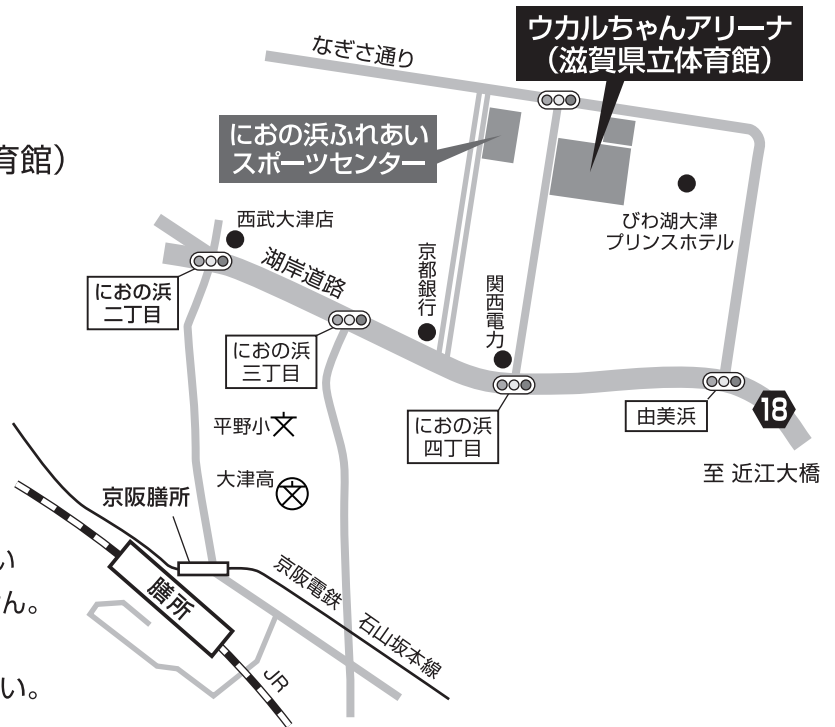 ウカルちゃんアリーナ
(滋賀県立体育館)
なぎさ通り
におの浜ふれあい
スポーツセンター
育館)
西武大津店
びわ湖大津
プリンスホテル
湖岸道路
京都銀行
関西電力
におの浜
二丁目
におの浜
三丁目
におの浜
四丁目
由美浜
18
至 近江大橋
平野小
大津高
京阪膳所
膳所
京阪電鉄 石山坂本線
JR
い
ん。
い。